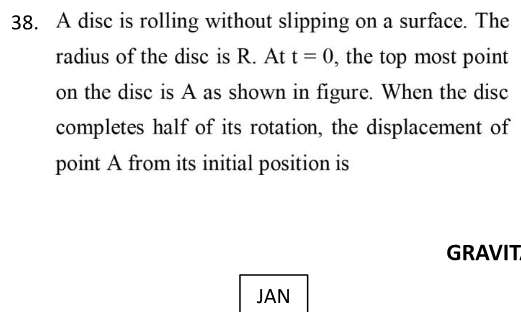 38. A disc is rolling without slipping on a surface. The
radius of the disc is R. At t = 0, the top most point
on the disc is A as shown in figure. When the disc
completes half of its rotation, the displacement of
point A from its initial position is
GRAVIT
JAN